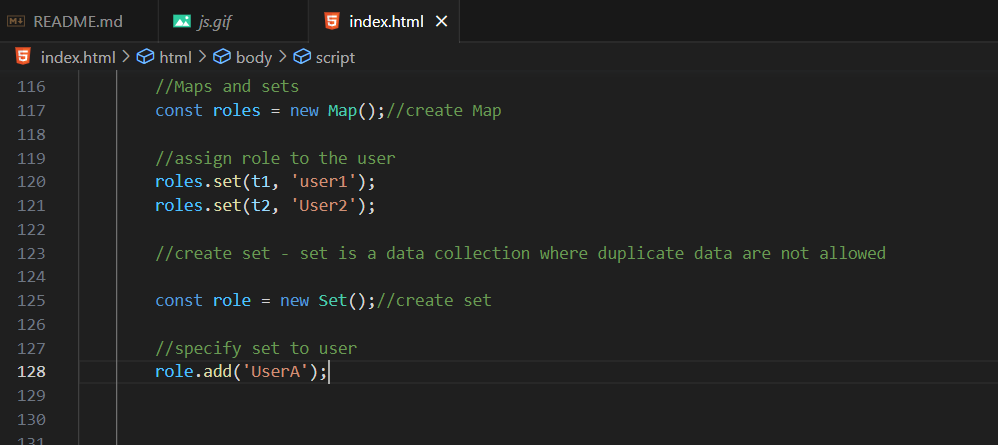 README.md js.gif index.html
index.html html body script
116 //Maps and sets
117 const roles = new Map();//create Map
118
119 //assign role to the user
120 roles.set(t1, 'user1');
121 roles.set(t2, 'User2');
122
123 //create set - set is a data collection where duplicate data are not allowed
124
125 const role = new Set();//create set
126
127 //specify set to user
128 role.add('UserA');
129
130
131